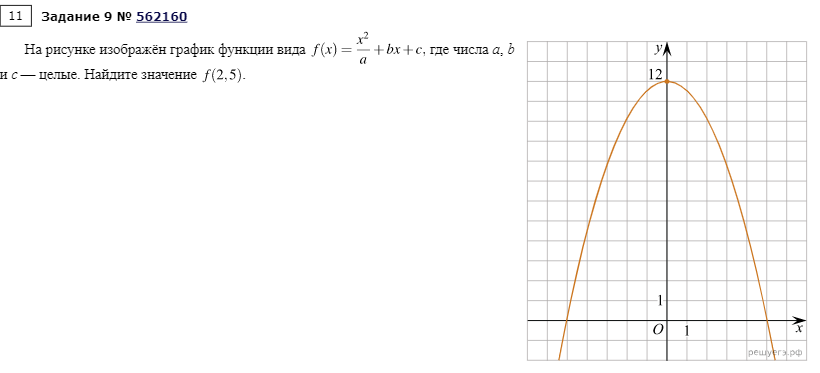 11 Задание 9 № 562160
На рисунке изображён график функции вида f(x) = x²/a + bx + c, где числа a, b
и c — целые. Найдите значение f(2,5).
y
12
1
O 1 x
решуегэ.рф